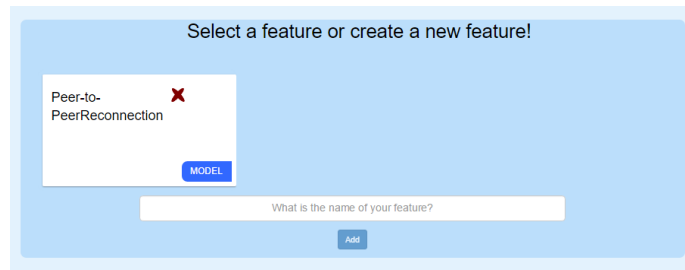 Select a feature or create a new feature!
Peer-to-
PeerReconnection
MODEL
What is the name of your feature?
Add